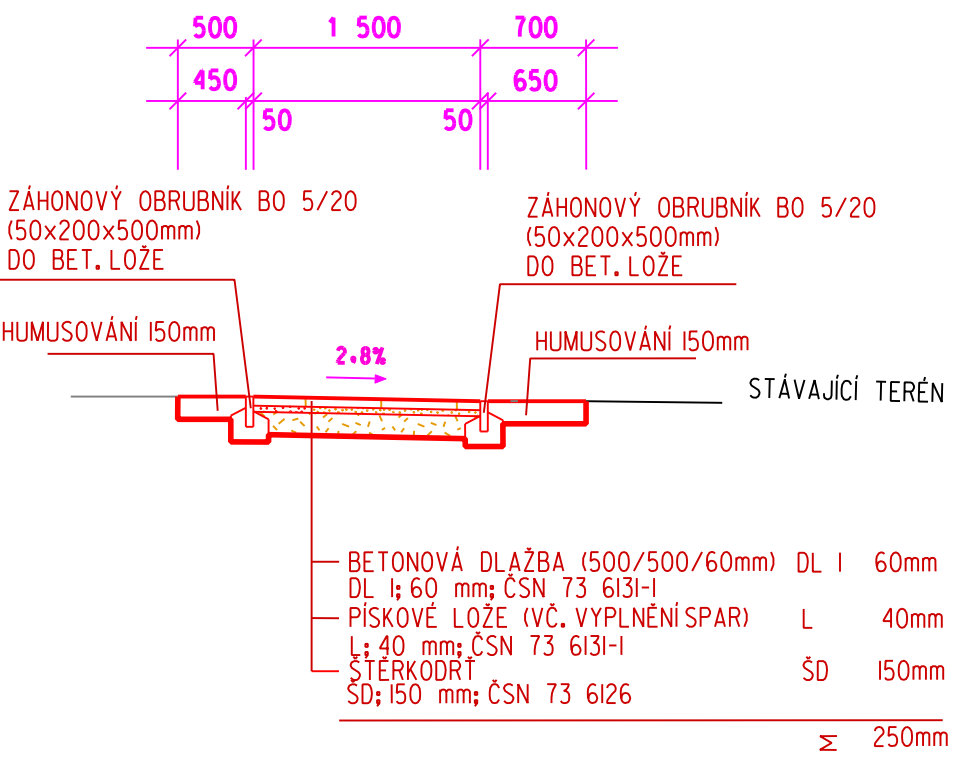 500 1 500 700
450 650
50 50
ZÁHONOVÝ OBRUBNÍK BO 5/20
(50x200x500mm)
DO BET. LOŽE
ZÁHONOVÝ OBRUBNÍK BO 5/20
(50x200x500mm)
DO BET. LOŽE
HUMUSOVÁNÍ 150mm
2.8%
HUMUSOVÁNÍ 150mm
STÁVAJÍCÍ TERÉN
BETONOVÁ DLAŽBA (500/500/60mm) DL I 60mm
DL I; 60 mm; ČSN 73 6131-1
PÍSKOVÉ LOŽE (VČ. VYPLNĚNÍ SPAR) L 40mm
L; 40 mm; ČSN 73 6131-1
ŠTĚRKODRŤ ŠD 150mm
ŠD; 150 mm; ČSN 73 6126
Σ 250mm